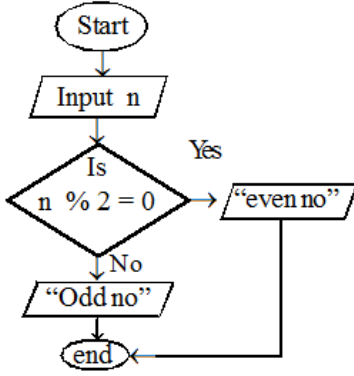 Start
Input n
Is
n % 2 = 0
Yes
“even no”
No
“Odd no”
end